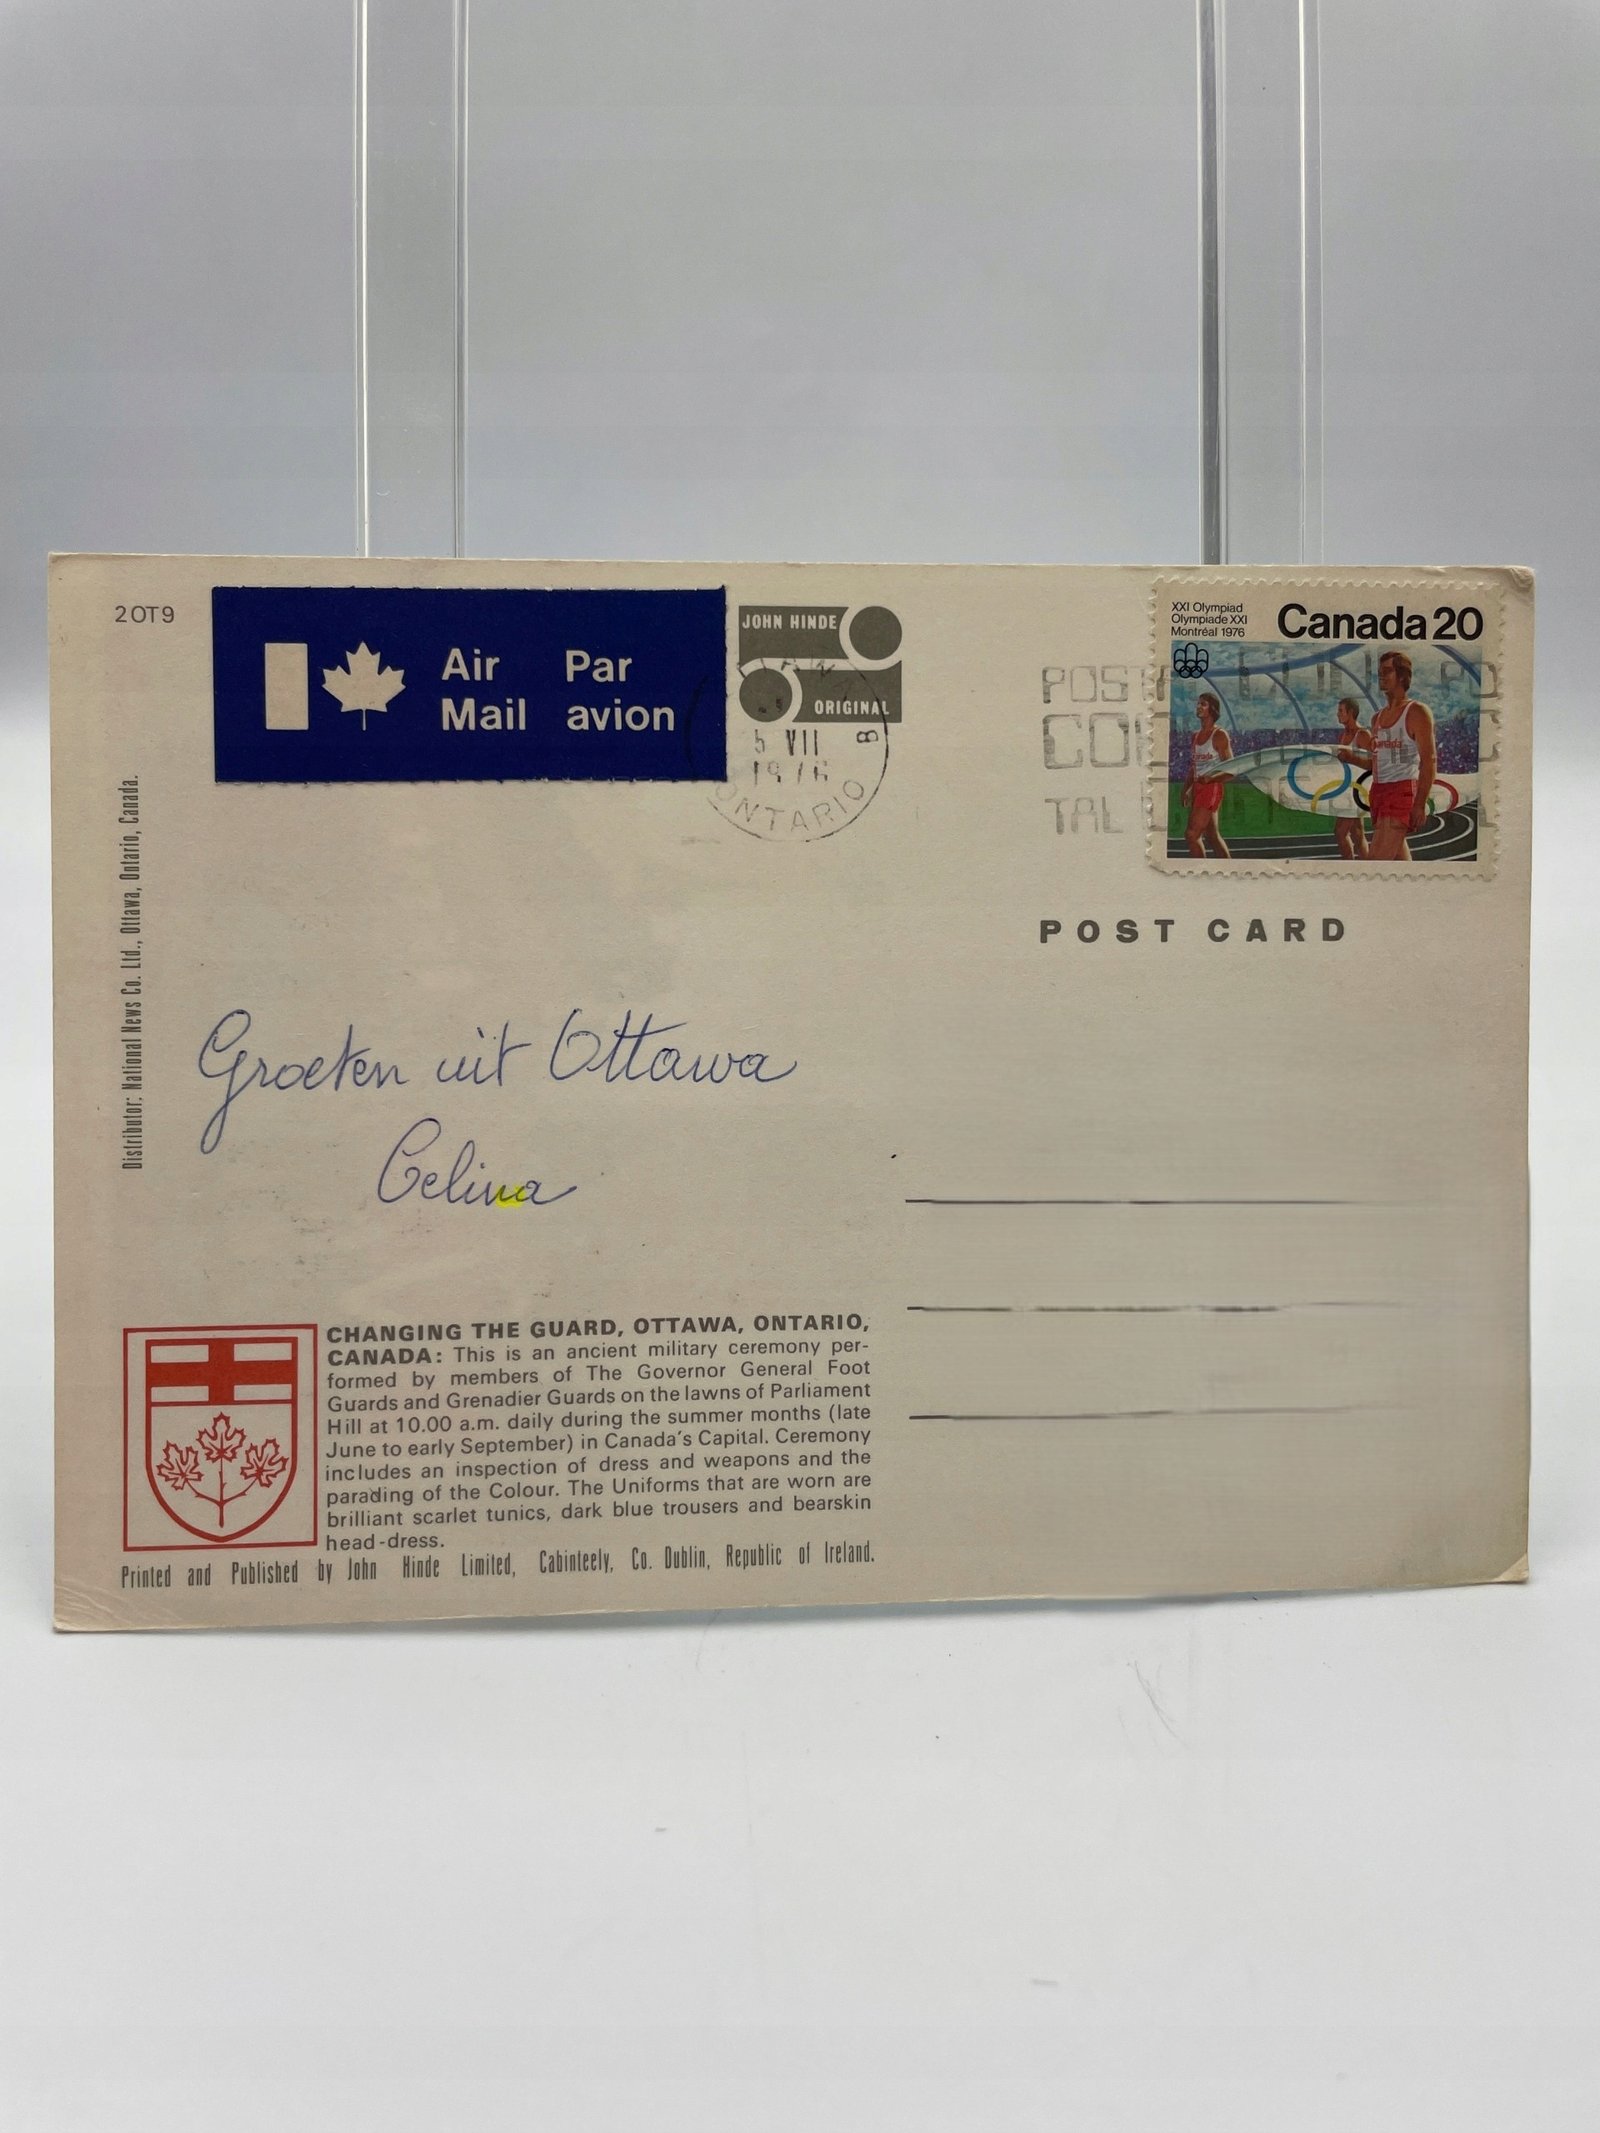 2OT9
Air Par
Mail avion
JOHN HINDE
ORIGINAL
5 VII
1976
B
ONTARIO
XXI Olympiad
Olympiade XXI
Montréal 1976
Canada 20
Canada
Canada
POST CARD
Distributor: National News Co. Ltd., Ottawa, Ontario, Canada.
Groeten uit Ottawa
Celina
CHANGING THE GUARD, OTTAWA, ONTARIO,
CANADA: This is an ancient military ceremony per-
formed by members of The Governor General Foot
Guards and Grenadier Guards on the lawns of Parliament
Hill at 10.00 a.m. daily during the summer months (late
June to early September) in Canada's Capital. Ceremony
includes an inspection of dress and weapons and the
parading of the Colour. The Uniforms that are worn are
brilliant scarlet tunics, dark blue trousers and bearskin
head-dress.
Printed and Published by John Hinde Limited, Cabinteely, Co. Dublin, Republic of Ireland.